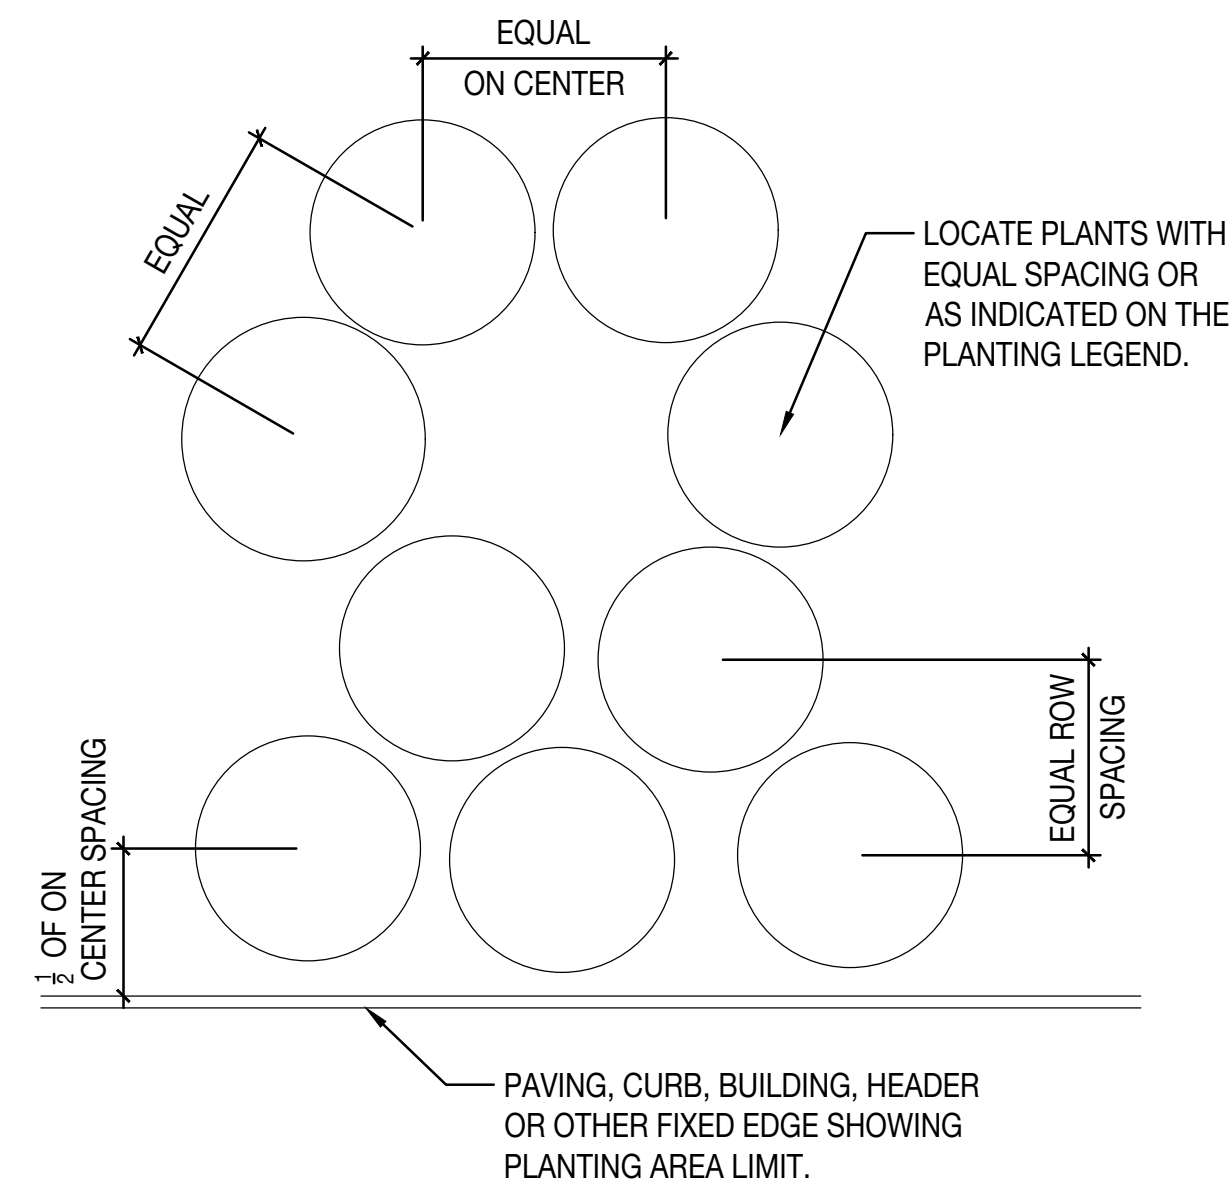 EQUAL
ON CENTER
EQUAL
LOCATE PLANTS WITH
EQUAL SPACING OR
AS INDICATED ON THE
PLANTING LEGEND.
EQUAL ROW
SPACING
1/2 OF ON
CENTER SPACING
PAVING, CURB, BUILDING, HEADER
OR OTHER FIXED EDGE SHOWING
PLANTING AREA LIMIT.